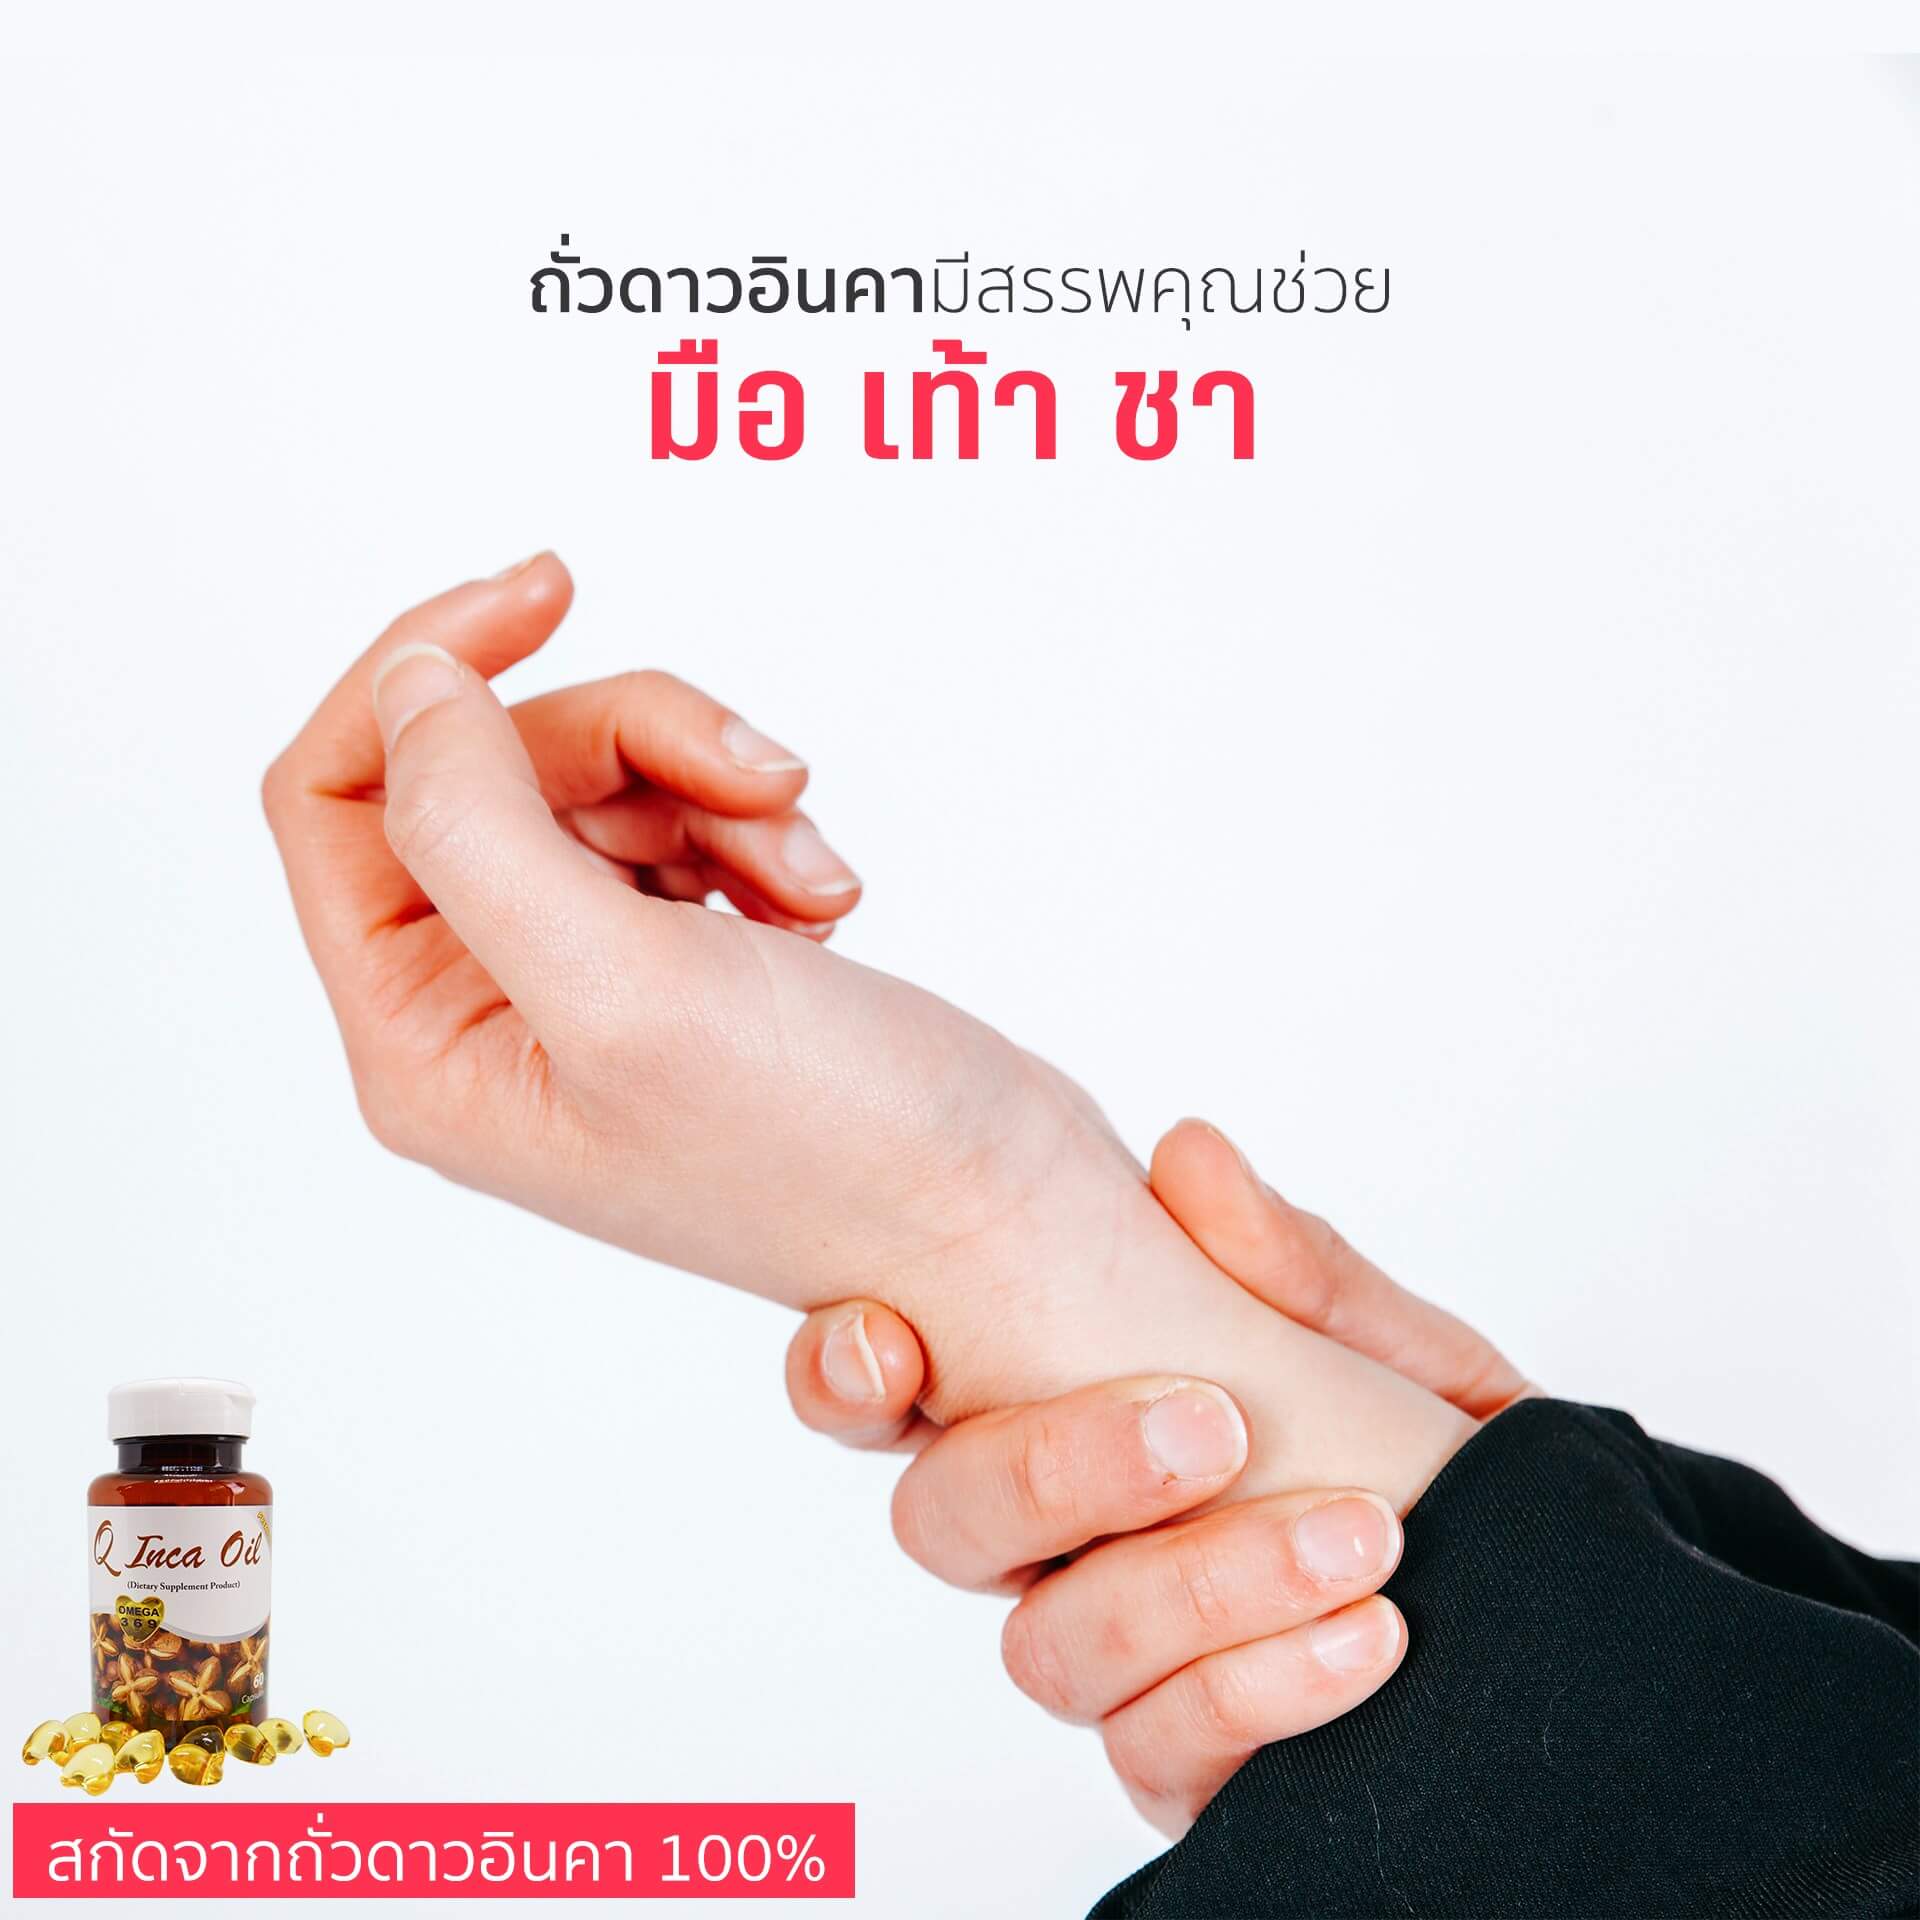 ถั่วดาวอินคามีสรรพคุณช่วย
มือ เท้า ชา
Q Inca Oil
(Dietary Supplement Product)
OMEGA
3 6 9
60
สกัดจากถั่วดาวอินคา 100%